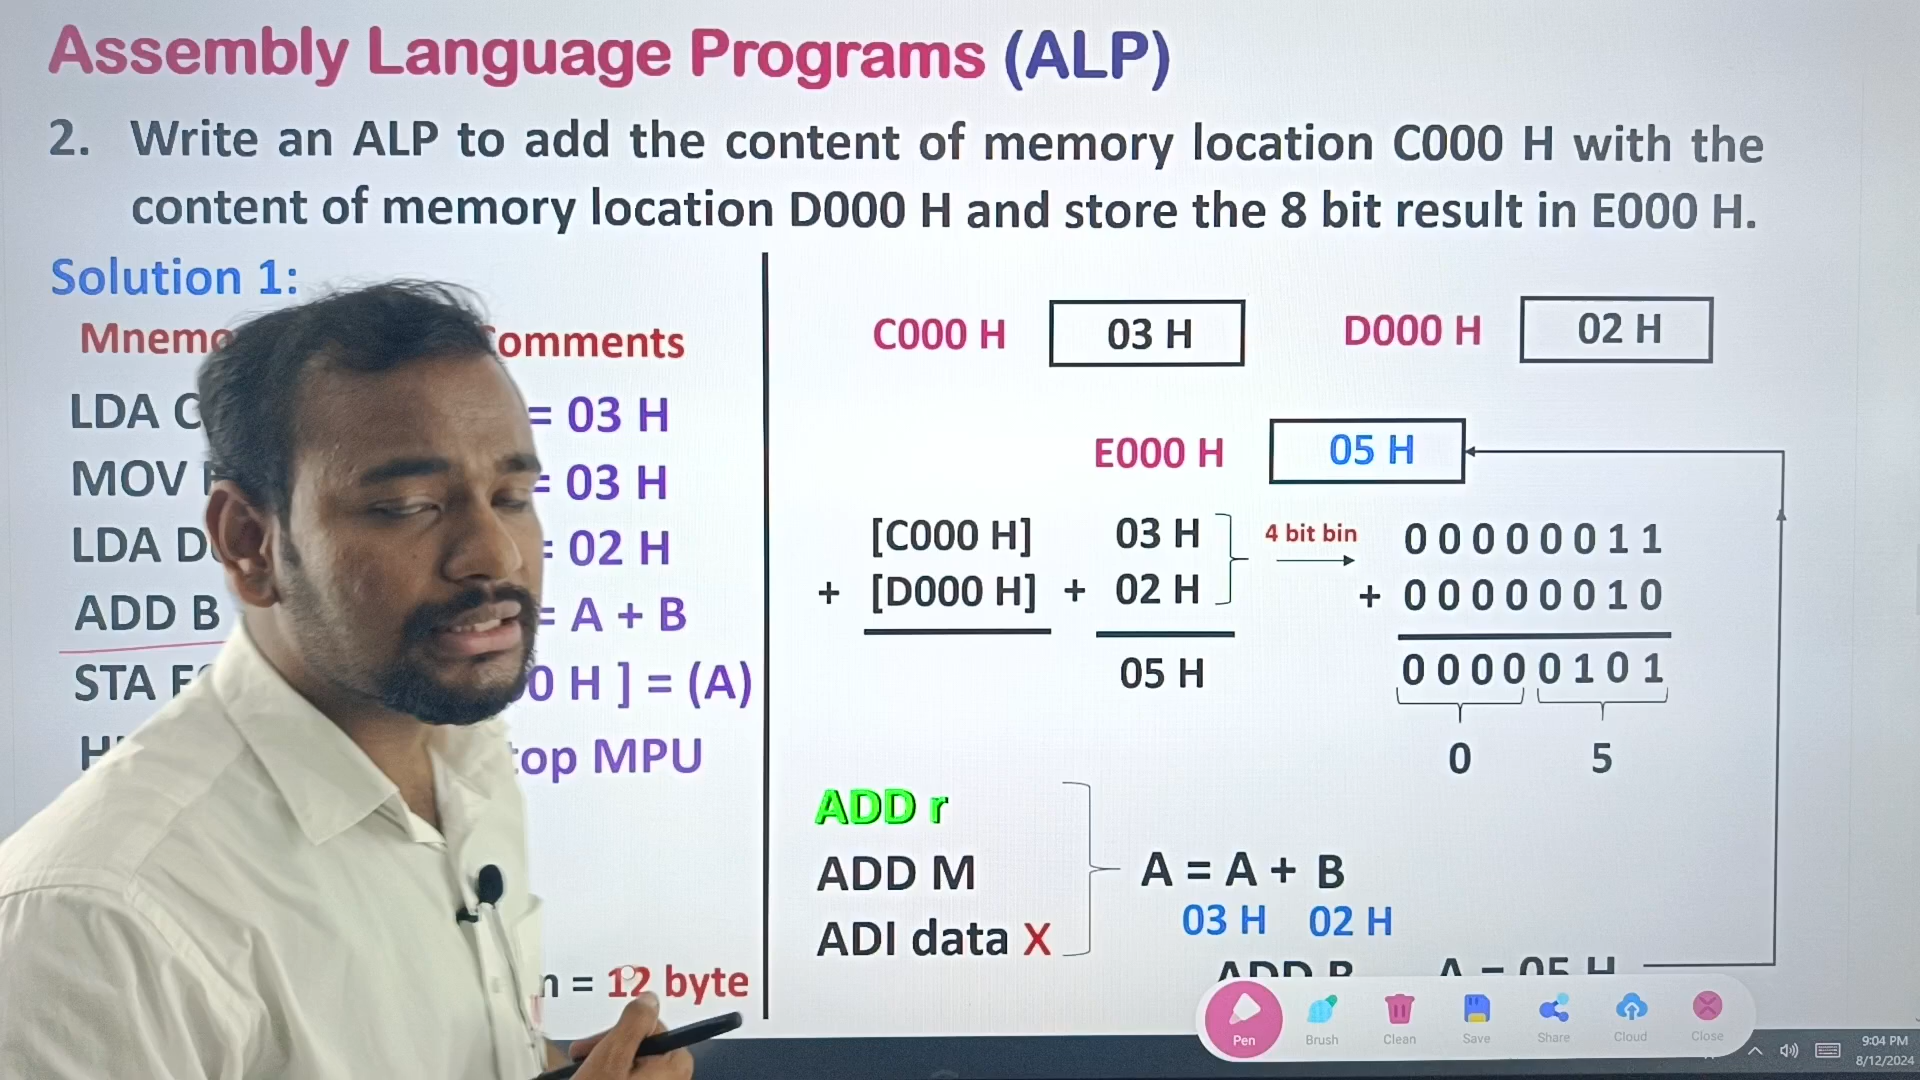 Assembly Language Programs (ALP)
2. Write an ALP to add the content of memory location C000 H with the
content of memory location D000 H and store the 8 bit result in E000 H.
Solution 1:
Comments
LDA
= 03 H
MOV
= 03 H
LDA
= 02 H
ADD B
= A + B
STA
0 H ] = (A)
MPU
= 12 byte
C000 H 03 H D000 H 02 H
E000 H 05 H
[C000 H] 03 H 4 bit bin 0 0 0 0 0 0 1 1
+ [D000 H] + 02 H + 0 0 0 0 0 0 1 0
05 H 0 0 0 0 0 1 0 1
0 5
ADD r
ADD M
ADI data X
A = A + B
03 H 02 H
ADD B A = 05 H
Pen Brush Clean Save Share Cloud Close
9:04 PM
8/12/2024